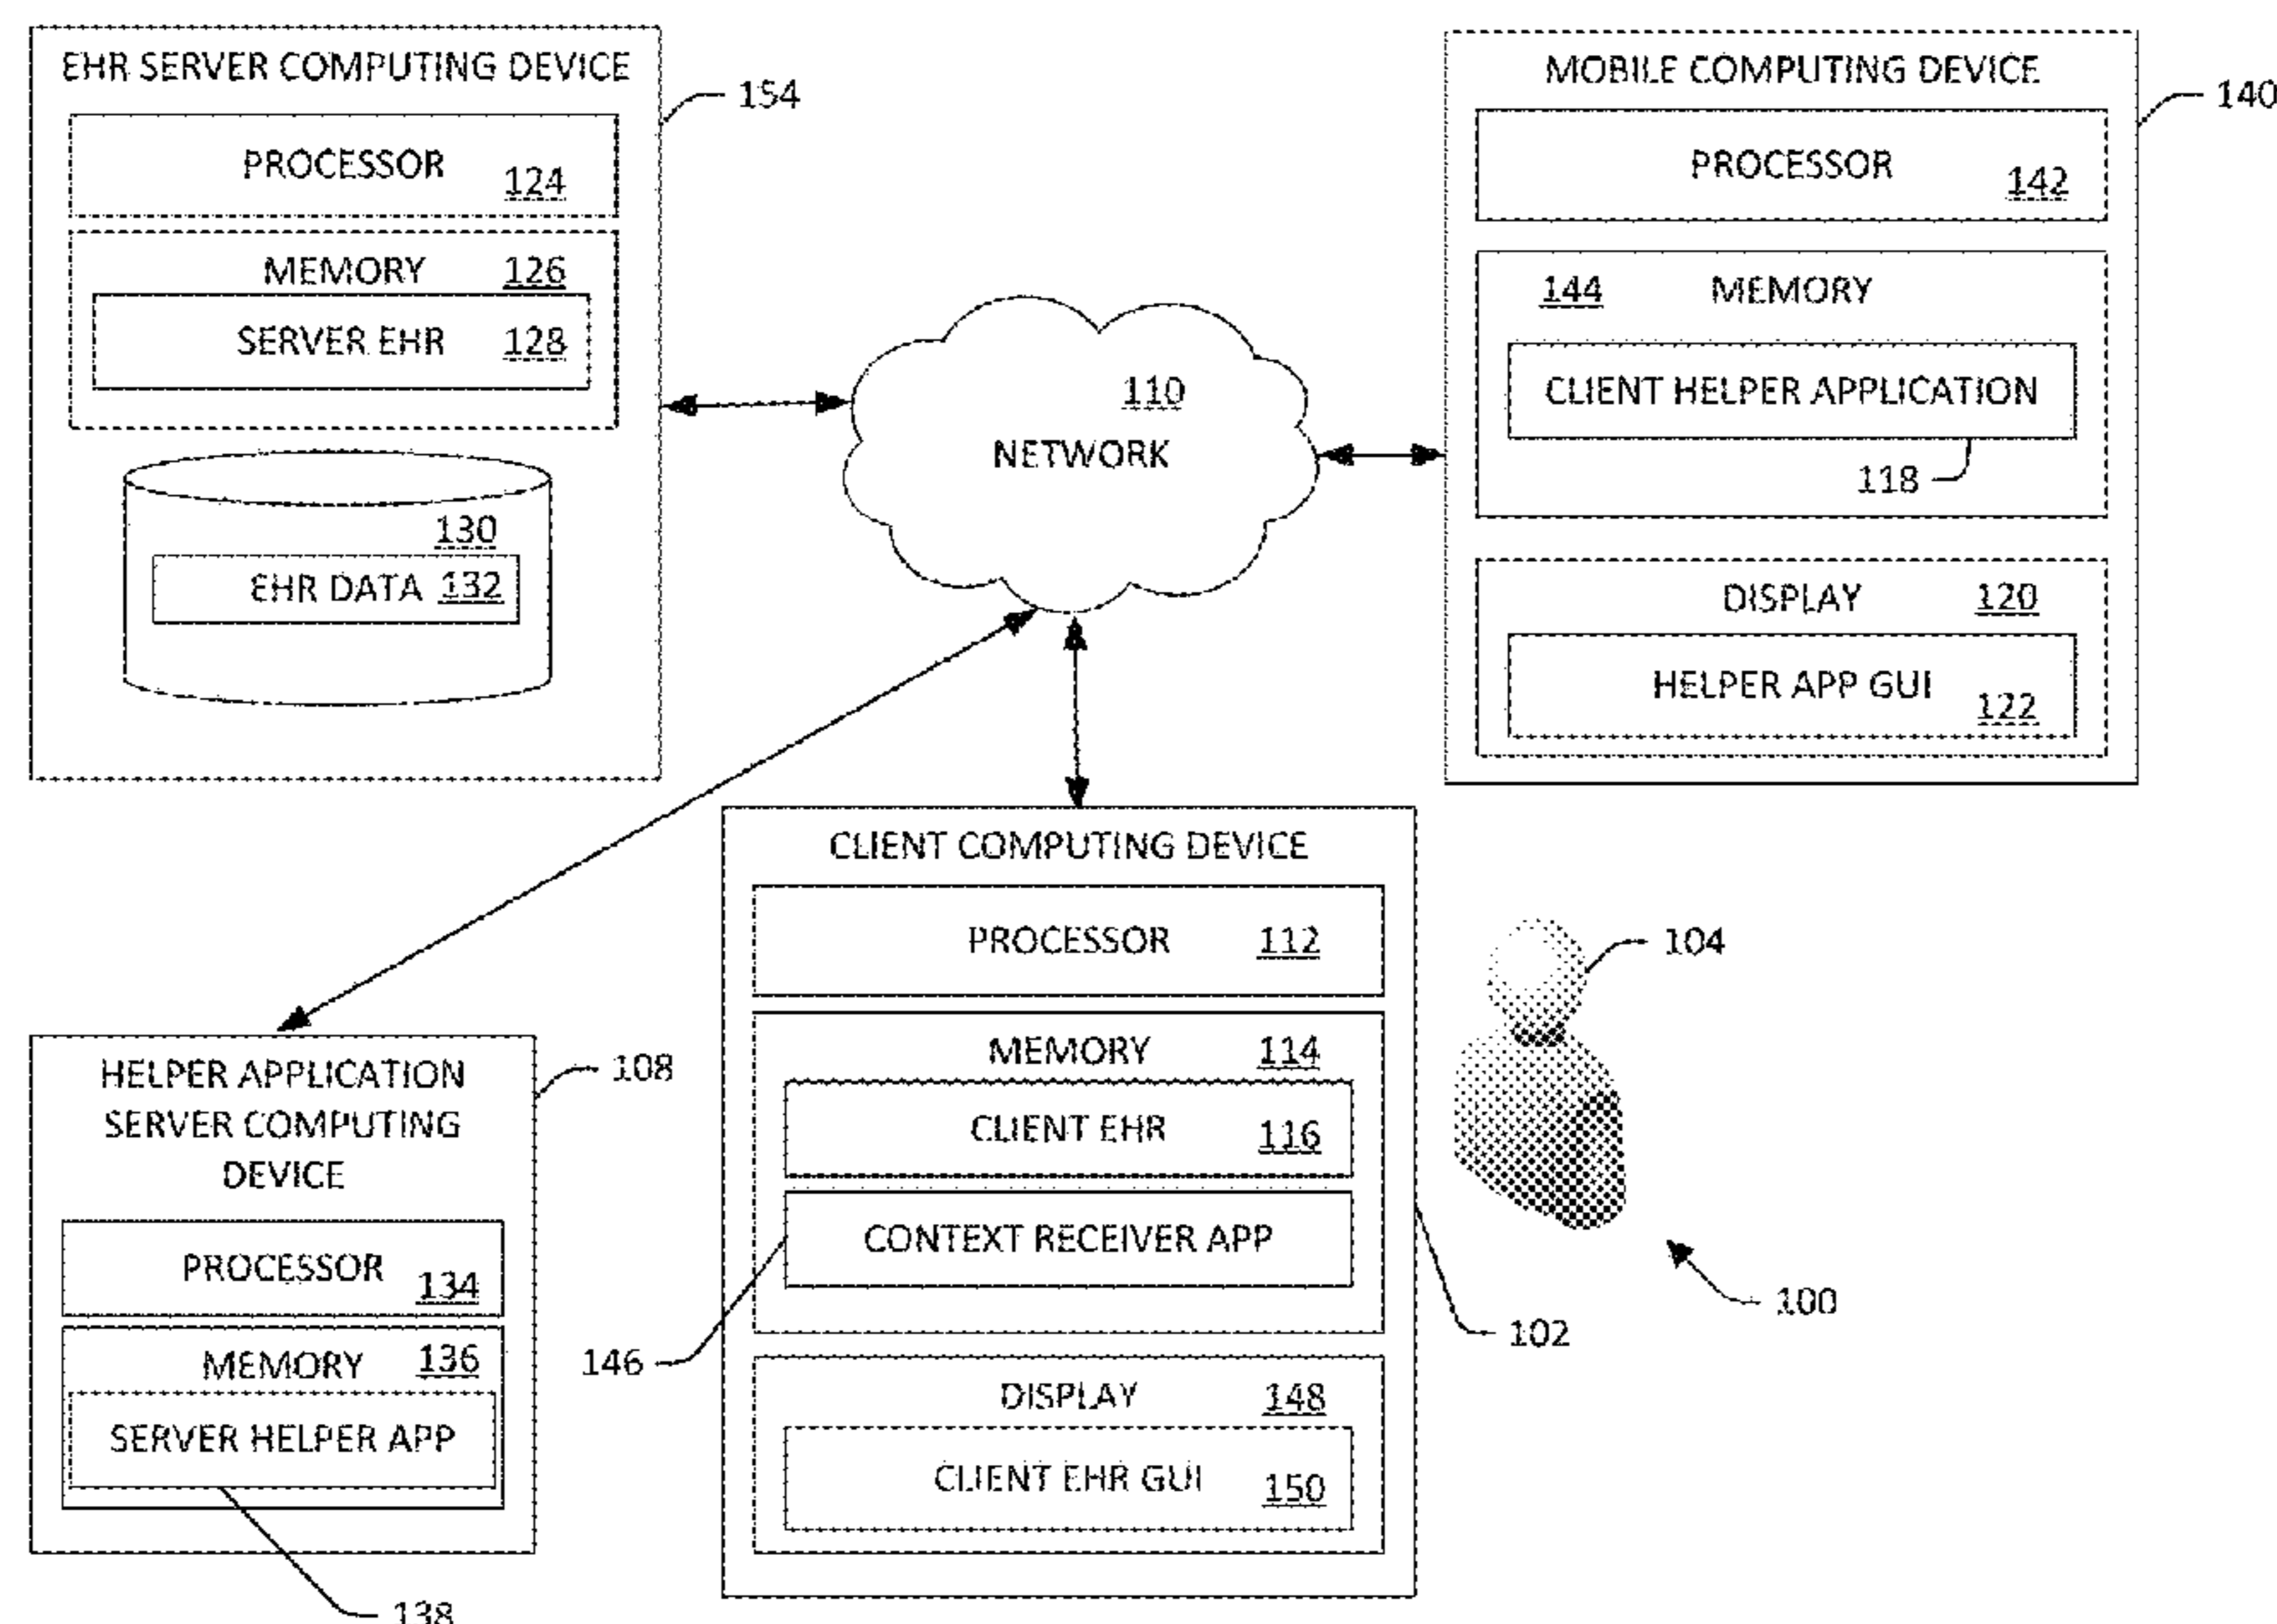 EHR SERVER COMPUTING DEVICE
154
PROCESSOR
124
MEMORY 126
SERVER EHR 128
130
EHR DATA 132
110
NETWORK
MOBILE COMPUTING DEVICE
140
PROCESSOR
142
144 MEMORY
CLIENT HELPER APPLICATION
118
DISPLAY 120
HELPER APP GUI
122
CLIENT COMPUTING DEVICE
PROCESSOR 112
MEMORY 114
CLIENT EHR 116
CONTEXT RECEIVER APP
146
102
DISPLAY 148
CLIENT EHR GUI 150
104
100
HELPER APPLICATION
SERVER COMPUTING
DEVICE
108
PROCESSOR 134
MEMORY 136
SERVER HELPER APP
138